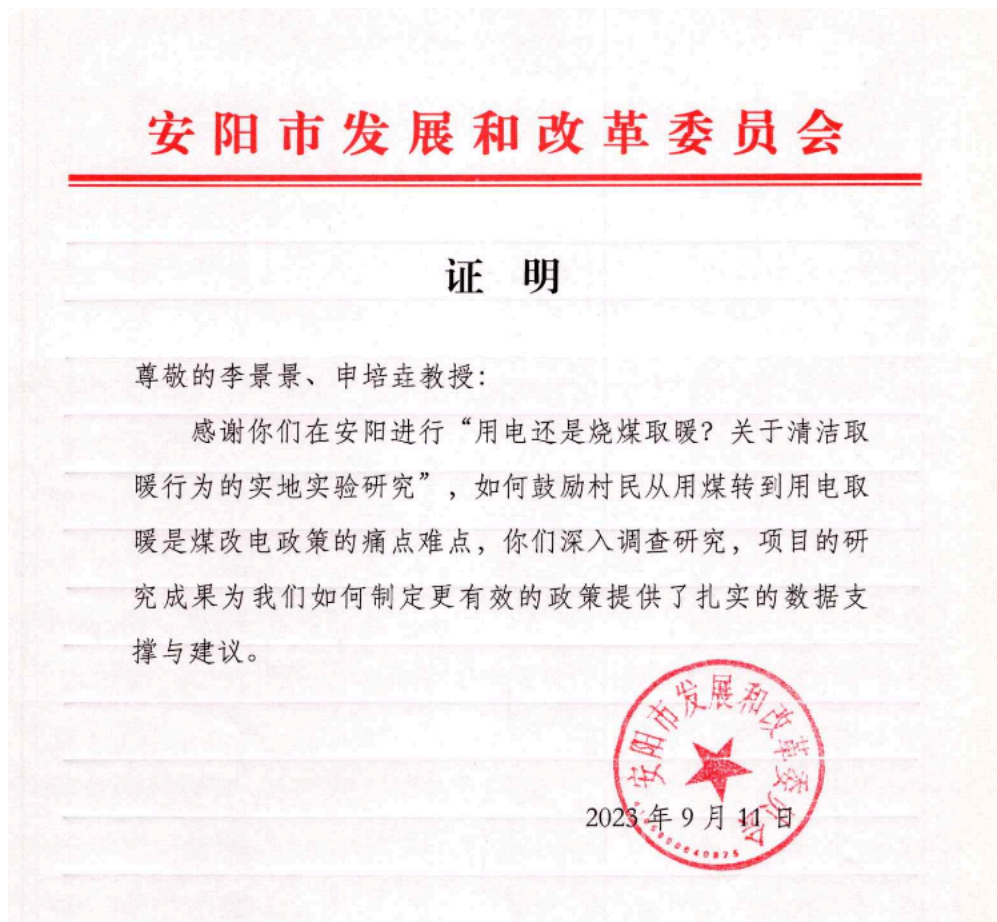 安阳市发展和改革委员会
证 明
尊敬的李景景、申培垚教授:
感谢你们在安阳进行“用电还是烧煤取暖?关于清洁取
暖行为的实地实验研究”,如何鼓励村民从用煤转到用电取
暖是煤改电政策的痛点难点,你们深入调查研究,项目的研
究成果为我们如何制定更有效的政策提供了扎实的数据支
撑与建议。
安阳市发展和改革委员会
2023年9月11日